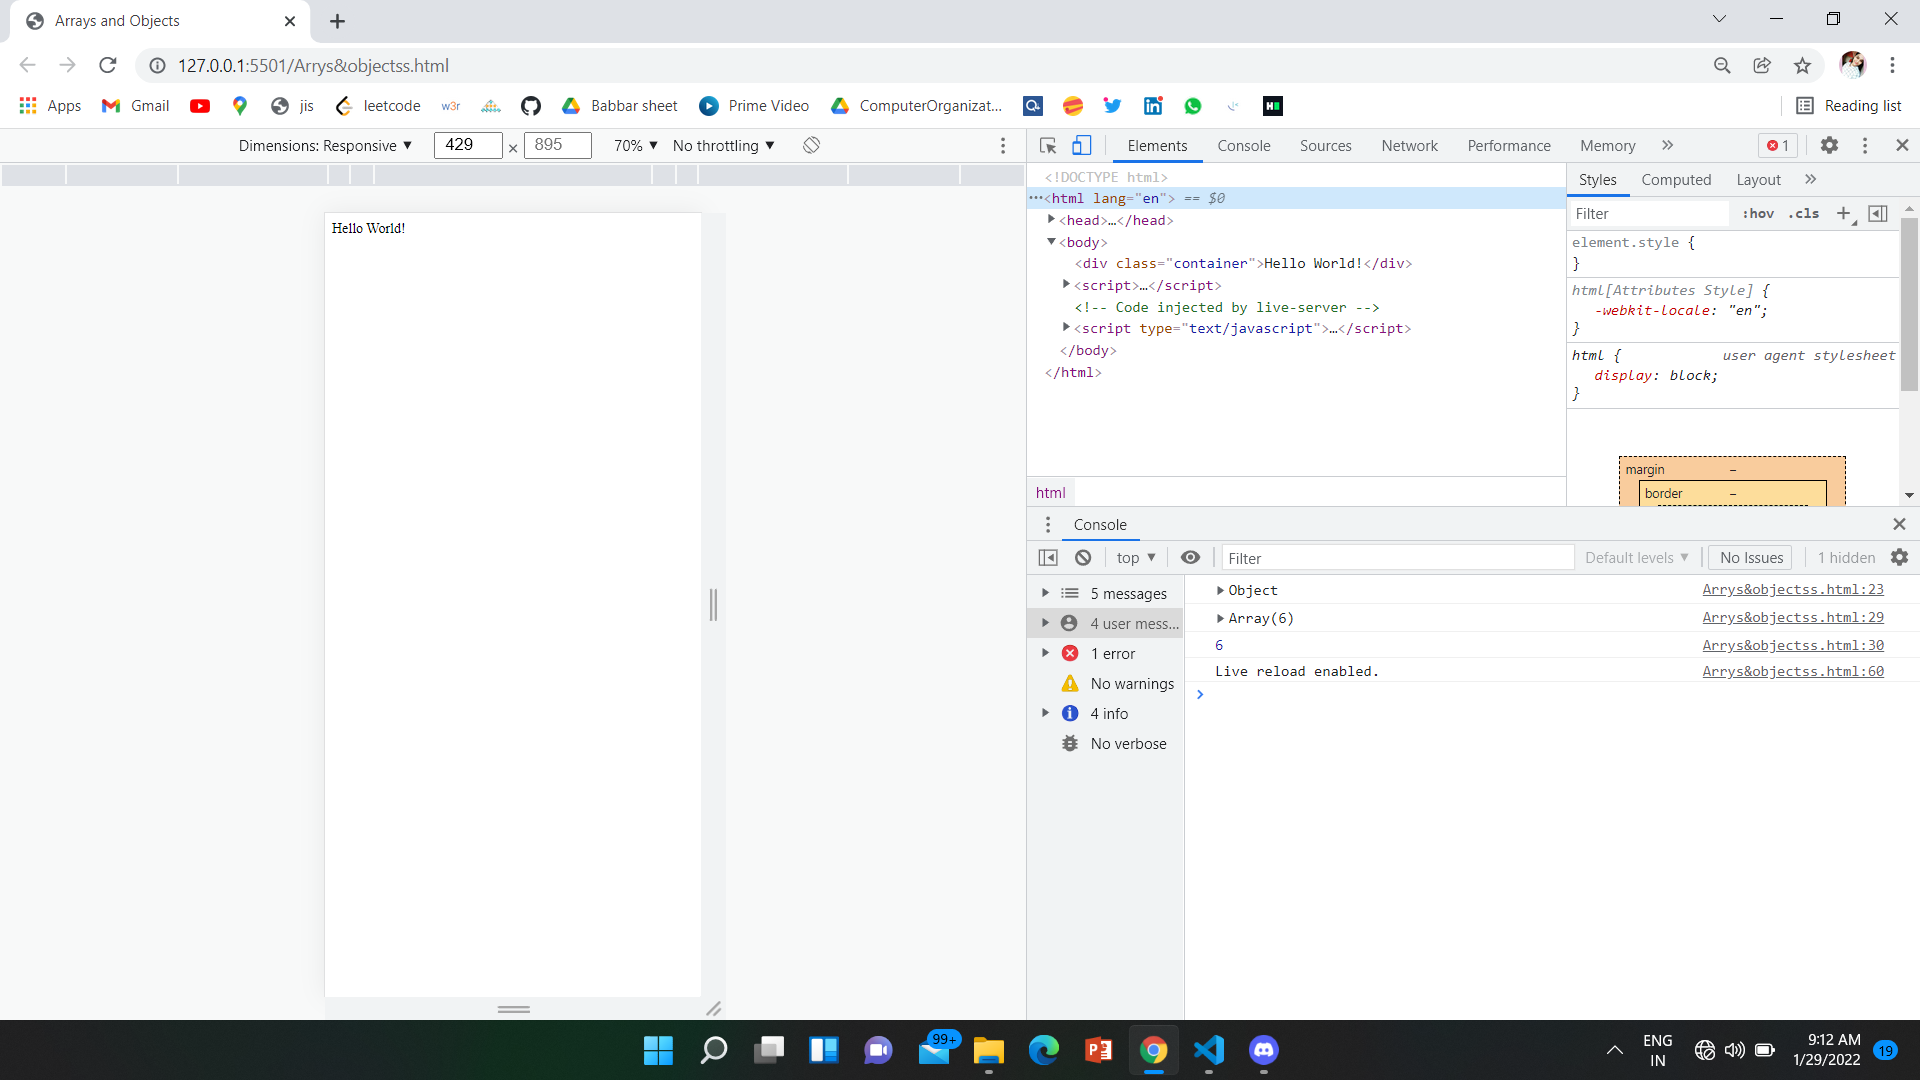 Arrays and Objects
127.0.0.1:5501/Arrys&objectss.html
Apps Gmail jis leetcode w3r Babbar sheet Prime Video ComputerOrganizat... Reading list
Dimensions: Responsive ▼ 429 × 895 70% ▼ No throttling ▼
Hello World!
Elements Console Sources Network Performance Memory » 1
<!DOCTYPE html>
···<html lang="en"> == $0
▶<head>…</head>
▼<body>
<div class="container">Hello World!</div>
▶<script>…</script>
<!-- Code injected by live-server -->
▶<script type="text/javascript">…</script>
</body>
</html>
html
Styles Computed Layout »
Filter :hov .cls +
element.style {
}
html[Attributes Style] {
-webkit-locale: "en";
}
html { user agent stylesheet
display: block;
}
margin –
border –
Console
top ▼ Filter Default levels ▼ No Issues 1 hidden
5 messages
4 user mess...
1 error
No warnings
4 info
No verbose
▶Object Arrys&objectss.html:23
▶Array(6) Arrys&objectss.html:29
6 Arrys&objectss.html:30
Live reload enabled. Arrys&objectss.html:60
99+
ENG
IN
9:12 AM
1/29/2022
19